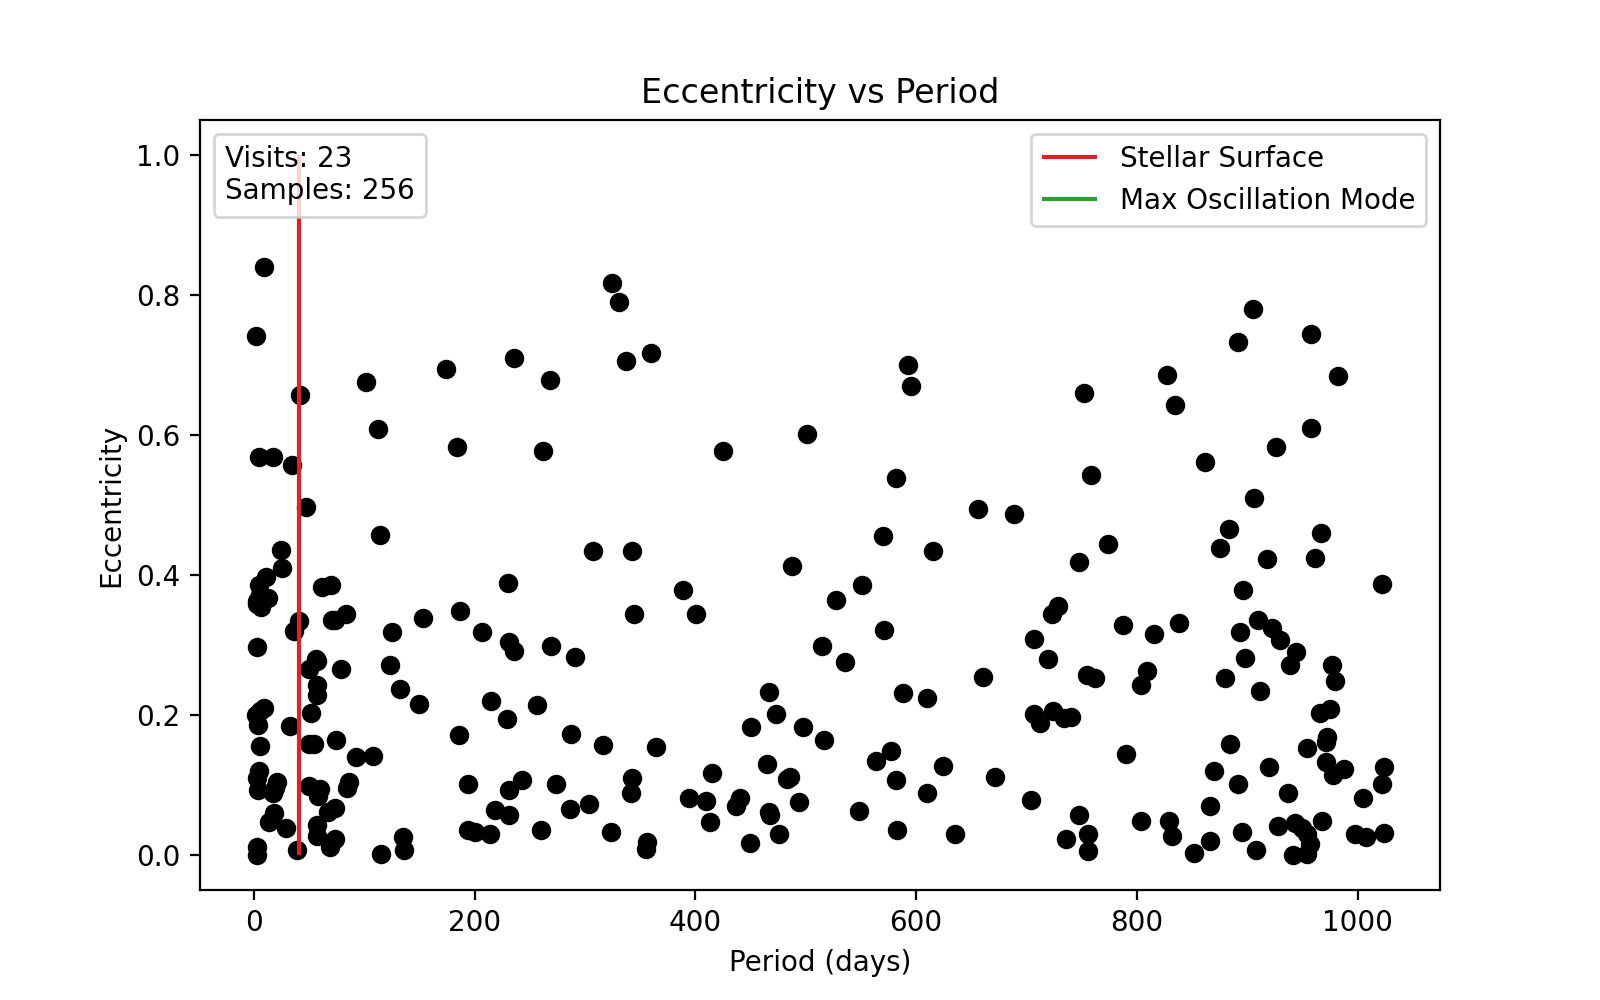 Eccentricity vs Period
Visits: 23
Samples: 256
Stellar Surface
Max Oscillation Mode
Eccentricity
1.0
0.8
0.6
0.4
0.2
0.0
0
200
400
600
800
1000
Period (days)